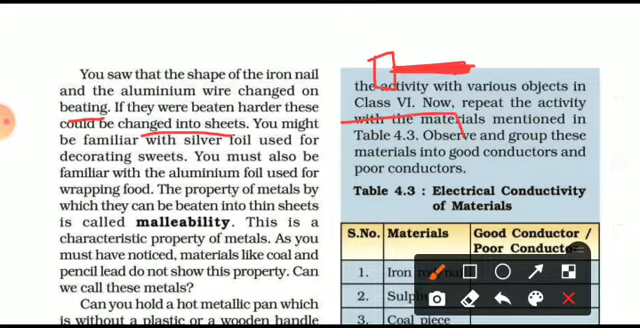 You saw that the shape of the iron nail
and the aluminium wire changed on
beating. If they were beaten harder these
could be changed into sheets. You might
be familiar with silver foil used for
decorating sweets. You must also be
familiar with the aluminium foil used for
wrapping food. The property of metals by
which they can be beaten into thin sheets
is called malleability. This is a
characteristic property of metals. As you
must have noticed, materials like coal and
pencil lead do not show this property. Can
we call these metals?
Can you hold a hot metallic pan which
is without a plastic or a wooden handle
the activity with various objects in
Class VI. Now, repeat the activity
with the materials mentioned in
Table 4.3. Observe and group these
materials into good conductors and
poor conductors.
Table 4.3 : Electrical Conductivity
of Materials
S.No. Materials Good Conductor /
Poor Conducto
1. Iron
2. Sulph
3. Coal piece